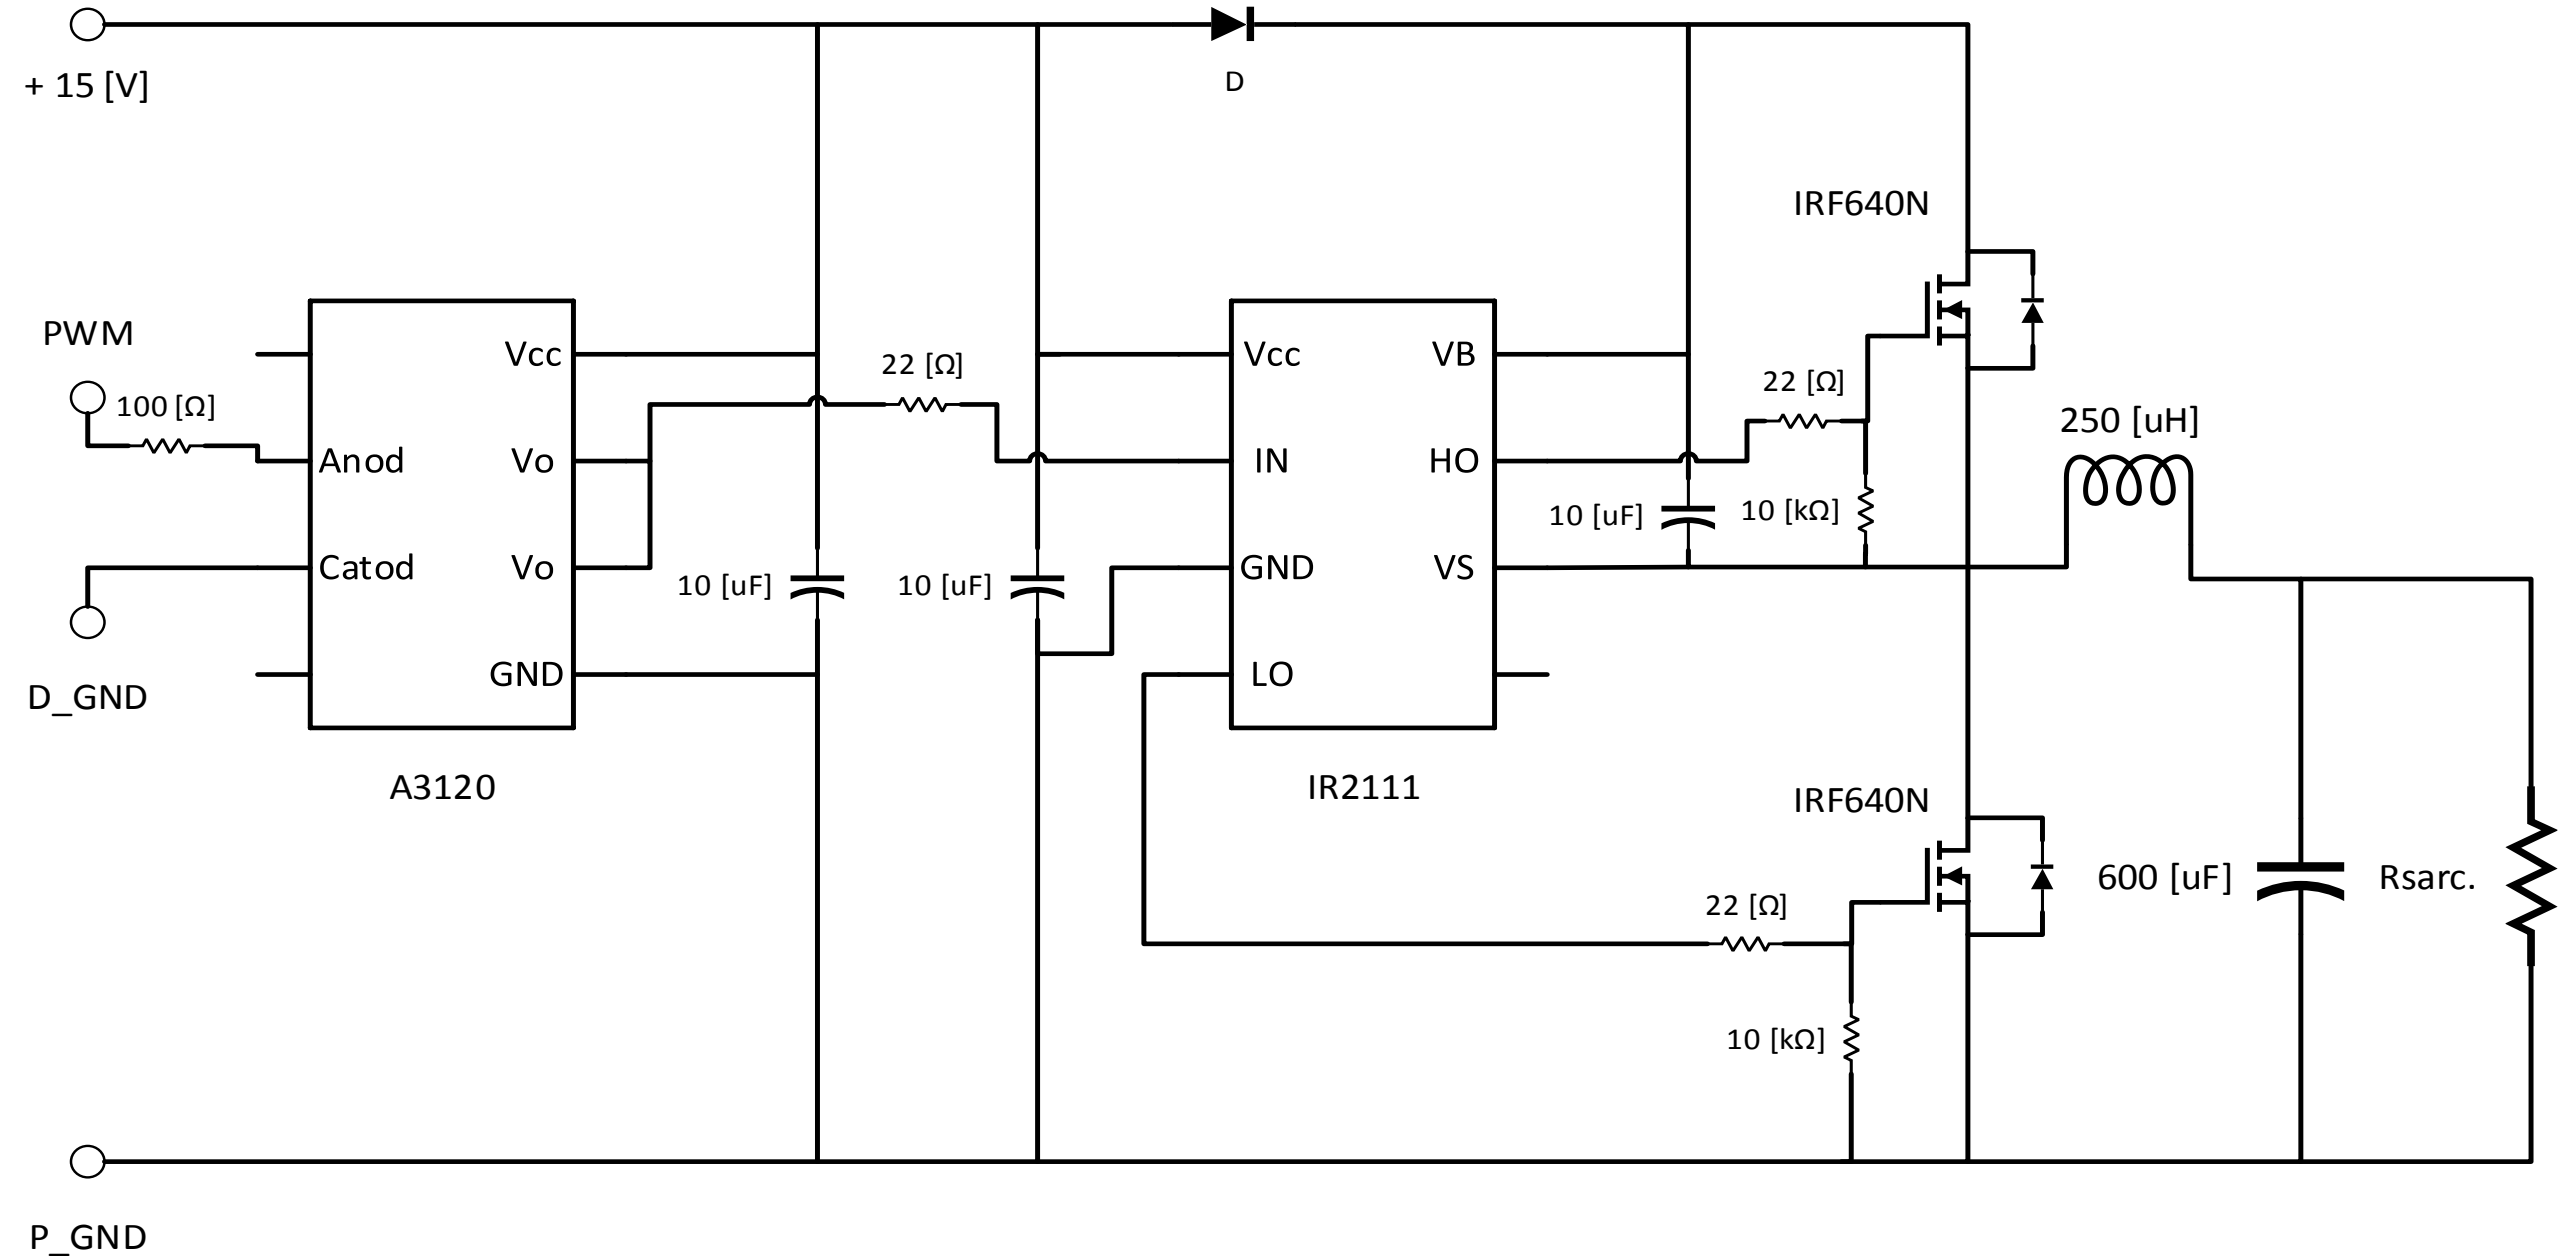 + 15 [V]
D
IRF640N
PWM
100 [Ω]
Anod
Catod
D_GND
Vcc
Vo
Vo
GND
A3120
22 [Ω]
10 [uF]
10 [uF]
Vcc
IN
GND
LO
VB
HO
VS
IR2111
22 [Ω]
10 [uF]
10 [kΩ]
250 [uH]
IRF640N
22 [Ω]
10 [kΩ]
600 [uF]
Rsarc.
P_GND